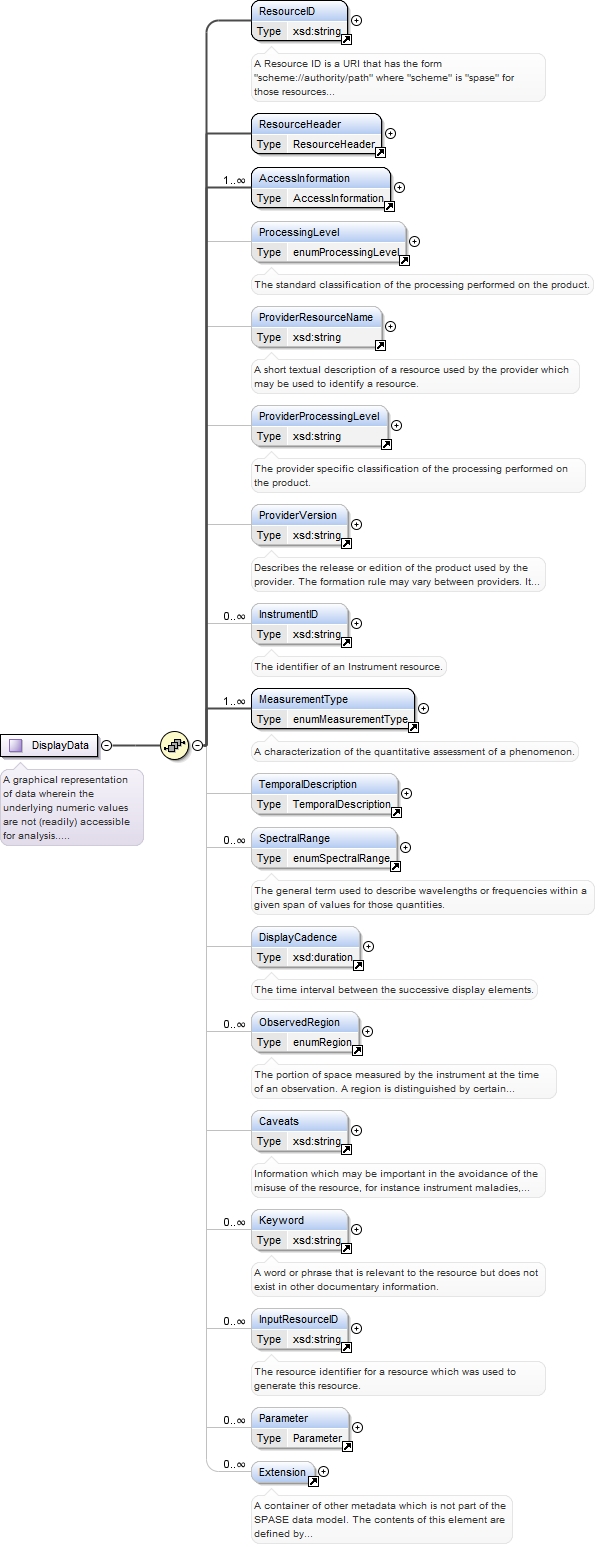 ResourceID
Type xsd:string
A Resource ID is a URI that has the form
"scheme://authority/path" where "scheme" is "spase" for
those resources...
ResourceHeader
Type ResourceHeader
1..∞
AccessInformation
Type AccessInformation
ProcessingLevel
Type enumProcessingLevel
The standard classification of the processing performed on the product.
ProviderResourceName
Type xsd:string
A short textual description of a resource used by the provider which
may be used to identify a resource.
ProviderProcessingLevel
Type xsd:string
The provider specific classification of the processing performed on
the product.
ProviderVersion
Type xsd:string
Describes the release or edition of the product used by the
provider. The formation rule may vary between providers. It...
0..∞
InstrumentID
Type xsd:string
The identifier of an Instrument resource.
1..∞
MeasurementType
Type enumMeasurementType
A characterization of the quantitative assessment of a phenomenon.
DisplayData
A graphical representation
of data wherein the
underlying numeric values
are not (readily) accessible
for analysis.....
TemporalDescription
Type TemporalDescription
0..∞
SpectralRange
Type enumSpectralRange
The general term used to describe wavelengths or frequencies within a
given span of values for those quantities.
DisplayCadence
Type xsd:duration
The time interval between the successive display elements.
0..∞
ObservedRegion
Type enumRegion
The portion of space measured by the instrument at the time
of an observation. A region is distinguished by certain...
Caveats
Type xsd:string
Information which may be important in the avoidance of the
misuse of the resource, for instance instrument maladies,...
0..∞
Keyword
Type xsd:string
A word or phrase that is relevant to the resource but does not
exist in other documentary information.
0..∞
InputResourceID
Type xsd:string
The resource identifier for a resource which was used to
generate this resource.
0..∞
Parameter
Type Parameter
0..∞
Extension
A container of other metadata which is not part of the
SPASE data model. The contents of this element are
defined by...